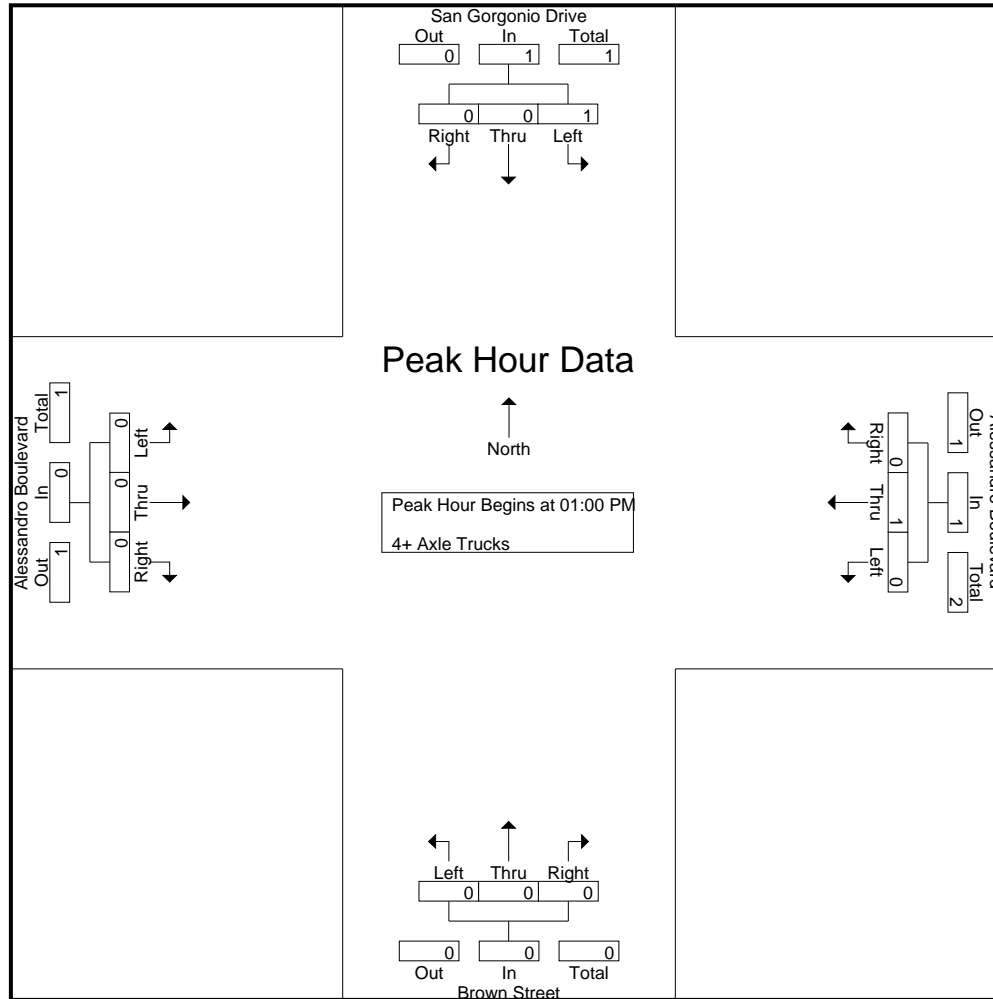 San Gorgonio Drive
Out In Total
0 1 1
0 0 1
Right Thru Left
Peak Hour Data
North
Peak Hour Begins at 01:00 PM
4+ Axle Trucks
Alessandro Boulevard
Total In Out
1 0 1
0 0 0
Left Thru Right
Right Thru Left
0 1 0
1 1 2
Out In Total
Left Thru Right
0 0 0
0 0 0
Out In Total
Brown Street